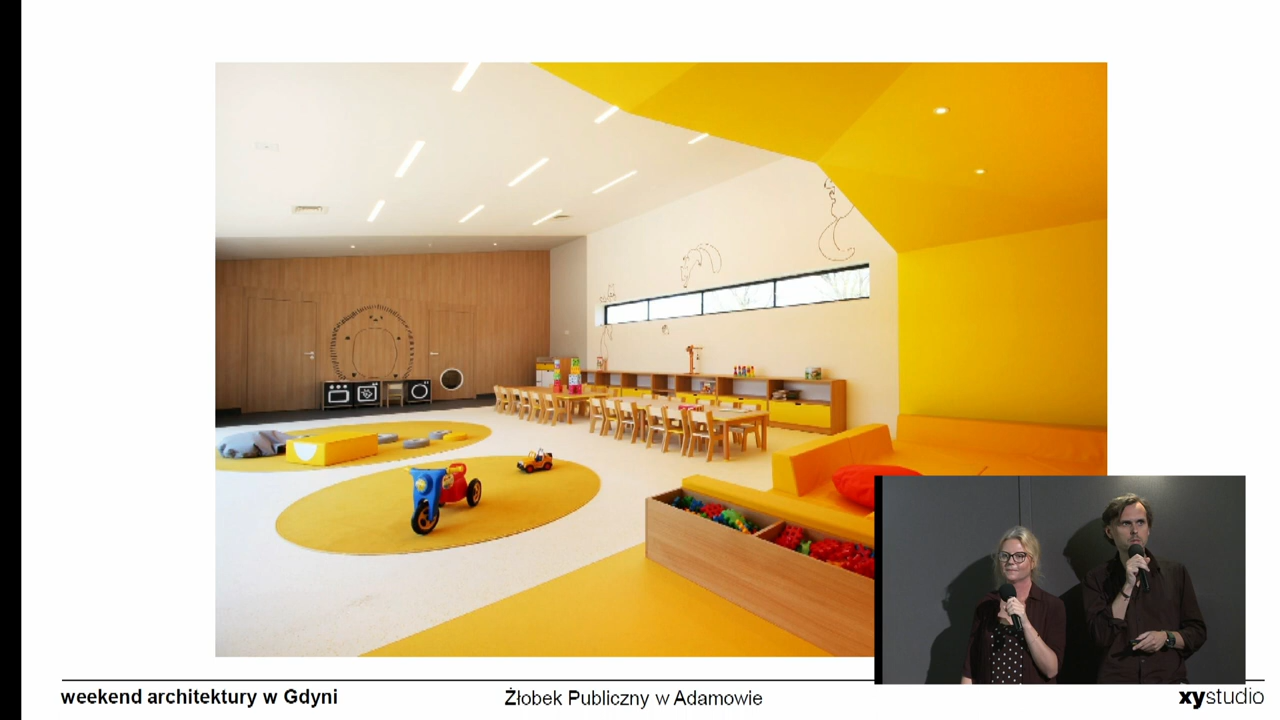 weekend architektury w Gdyni
Żłobek Publiczny w Adamowie
xystudio